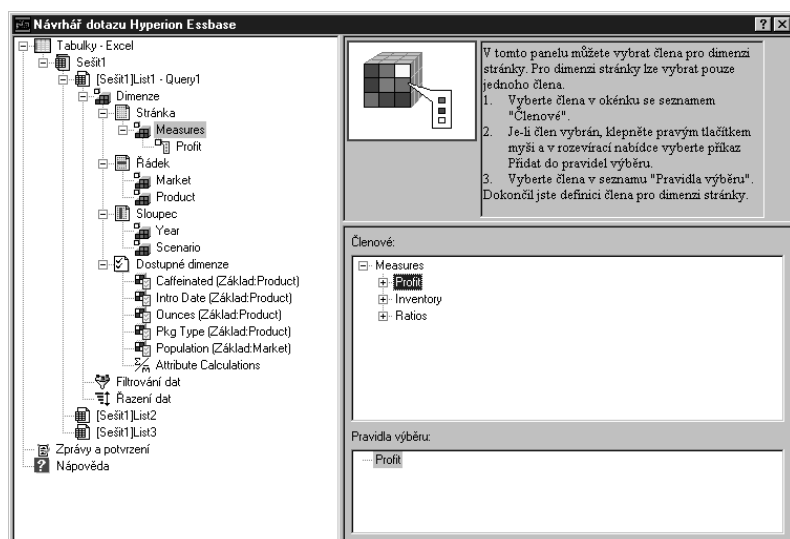 Návrhář dotazu Hyperion Essbase
Tabulky - Excel
Sešit1
[Sešit1]List1 - Query1
Dimenze
Stránka
Measures
Profit
Řádek
Market
Product
Sloupec
Year
Scenario
Dostupné dimenze
Caffeinated (Základ:Product)
Intro Date (Základ:Product)
Ounces (Základ:Product)
Pkg Type (Základ:Product)
Population (Základ:Market)
Attribute Calculations
Filtrování dat
Řazení dat
[Sešit1]List2
[Sešit1]List3
Zprávy a potvrzení
Nápověda
V tomto panelu můžete vybrat člena pro dimenzi
stránky. Pro dimenzi stránky lze vybrat pouze
jednoho člena.
1. Vyberte člena v okénku se seznamem
"Členové".
2. Je-li člen vybrán, klepněte pravým tlačítkem
myši a v rozevírací nabídce vyberte příkaz
Přidat do pravidel výběru.
3. Vyberte člena v seznamu "Pravidla výběru".
Dokončil jste definici člena pro dimenzi stránky.
Členové:
Measures
Profit
Inventory
Ratios
Pravidla výběru:
Profit